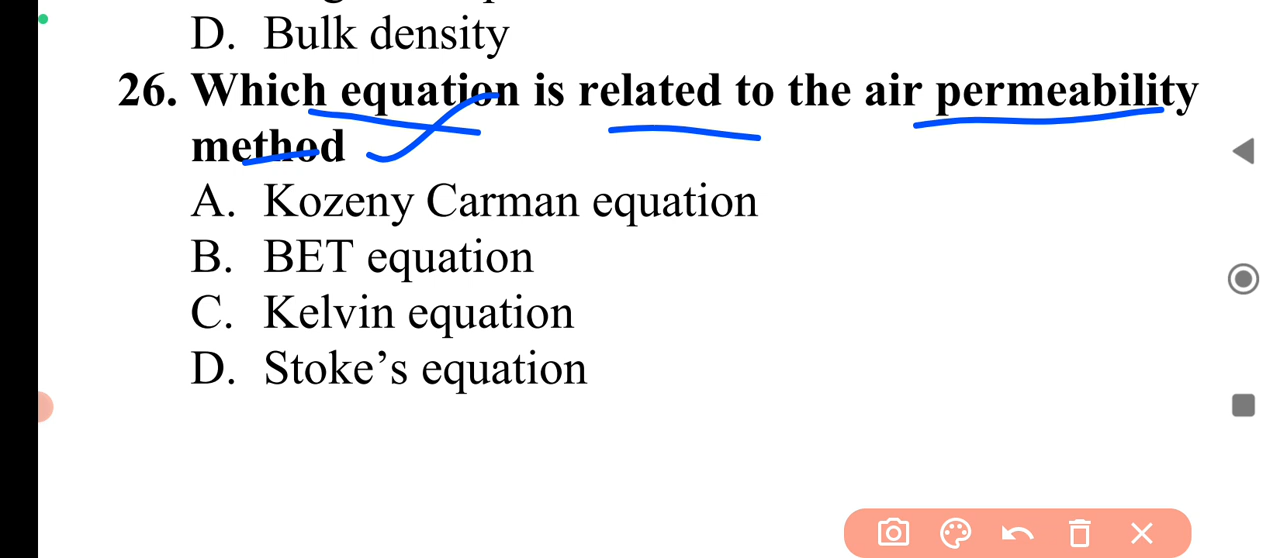 D. Bulk density
26. Which equation is related to the air permeability
method
A. Kozeny Carman equation
B. BET equation
C. Kelvin equation
D. Stoke’s equation